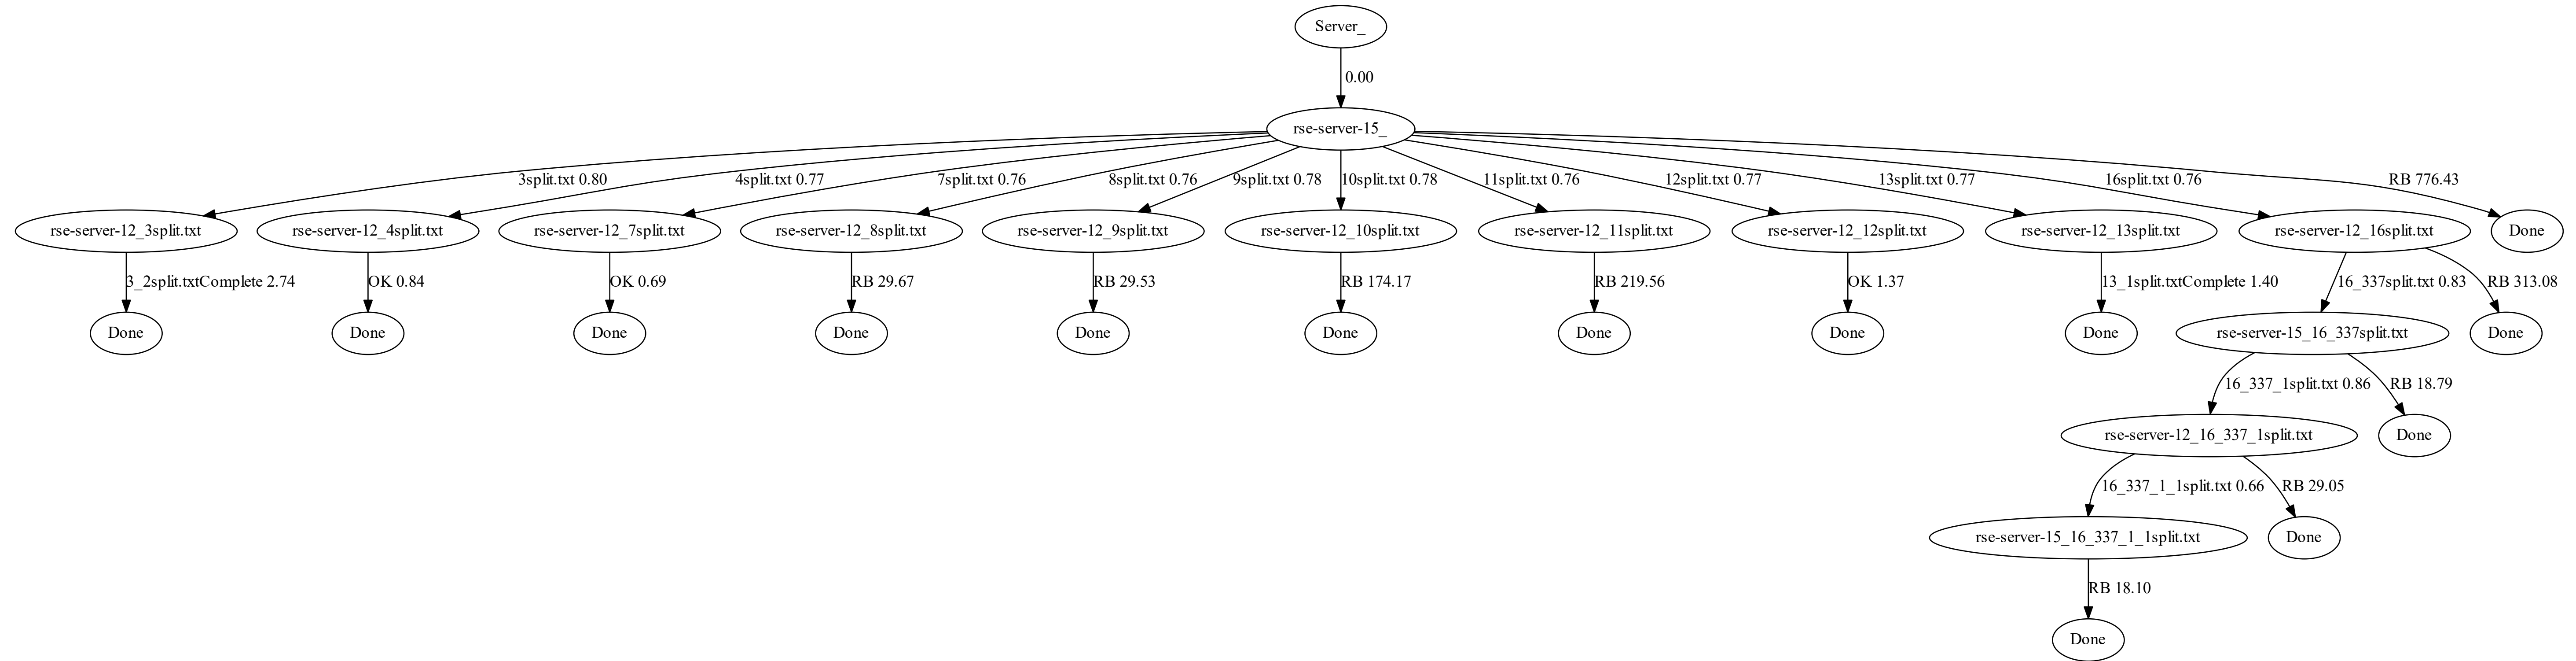 Server_
0.00
rse-server-15_
3split.txt 0.80
4split.txt 0.77
7split.txt 0.76
8split.txt 0.76
9split.txt 0.78
10split.txt 0.78
11split.txt 0.76
12split.txt 0.77
13split.txt 0.77
16split.txt 0.76
RB 776.43
rse-server-12_3split.txt
rse-server-12_4split.txt
rse-server-12_7split.txt
rse-server-12_8split.txt
rse-server-12_9split.txt
rse-server-12_10split.txt
rse-server-12_11split.txt
rse-server-12_12split.txt
rse-server-12_13split.txt
rse-server-12_16split.txt
Done
3_2split.txtComplete 2.74
OK 0.84
OK 0.69
RB 29.67
RB 29.53
RB 174.17
RB 219.56
OK 1.37
13_1split.txtComplete 1.40
16_337split.txt 0.83
RB 313.08
Done
Done
Done
Done
Done
Done
Done
Done
Done
rse-server-15_16_337split.txt
Done
16_337_1split.txt 0.86
RB 18.79
rse-server-12_16_337_1split.txt
Done
16_337_1_1split.txt 0.66
RB 29.05
rse-server-15_16_337_1_1split.txt
Done
RB 18.10
Done